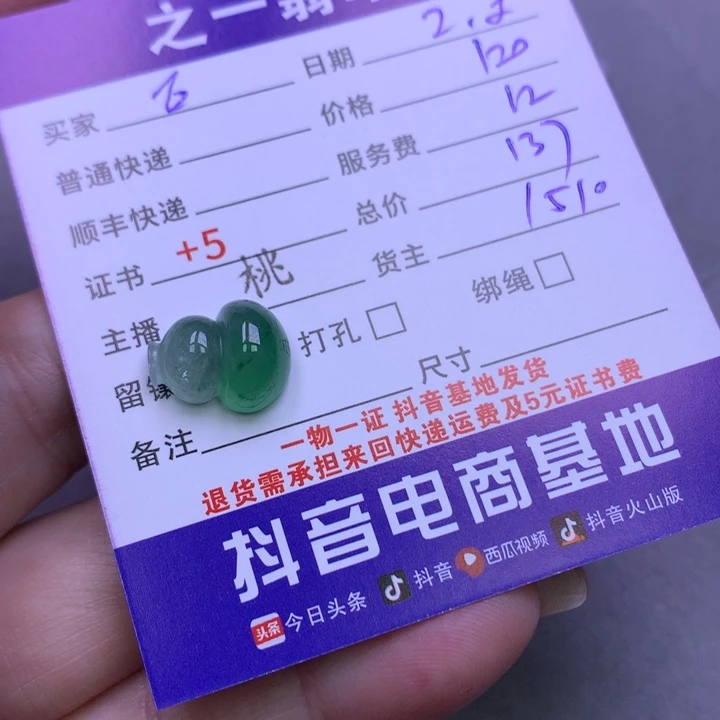 之一翡
买家 日期
普通快递 价格 120
顺丰快递 服务费 12
证书 +5 总价 137
主播 桃 货主 1510
留镶 打孔 □ 绑绳 □
备注 尺寸
一物一证 抖音基地发货
退货需承担来回快递运费及5元证书费
抖音电商基地
头条 今日头条 抖音 西瓜视频 抖音火山版